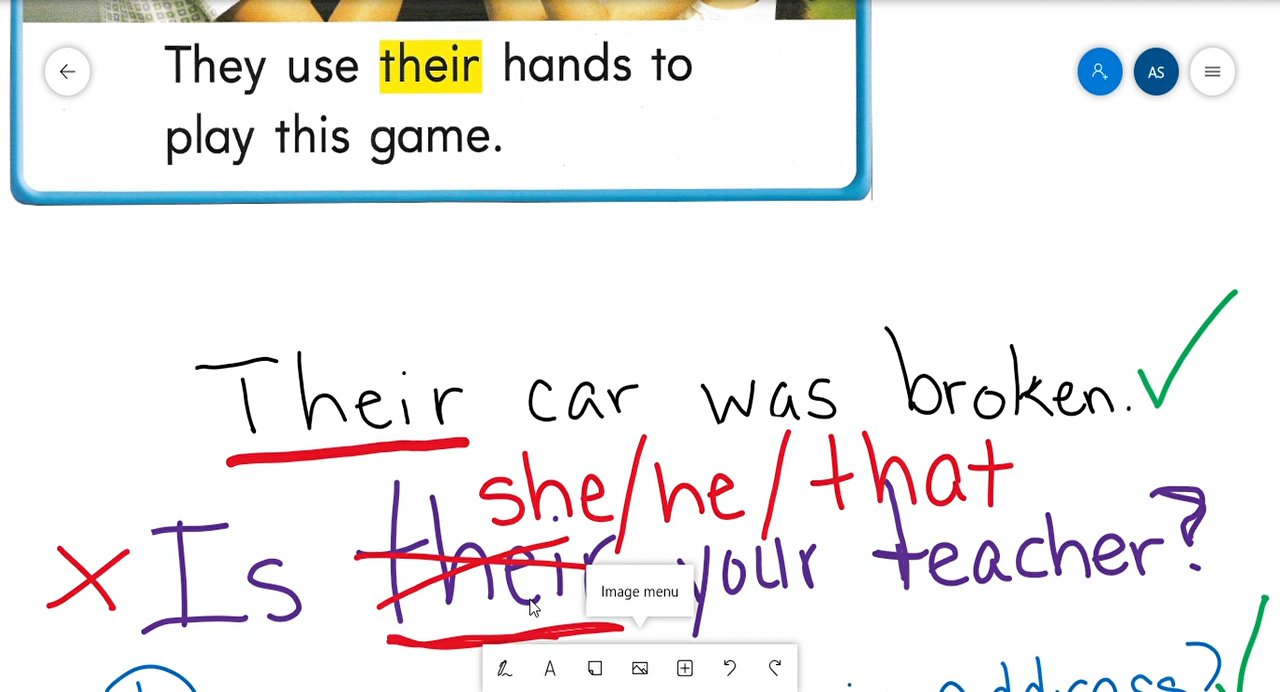 They use their hands to
AS
play this game.
Their car was broken.
she/he/that
Is their your teacher?
Image menu
address?